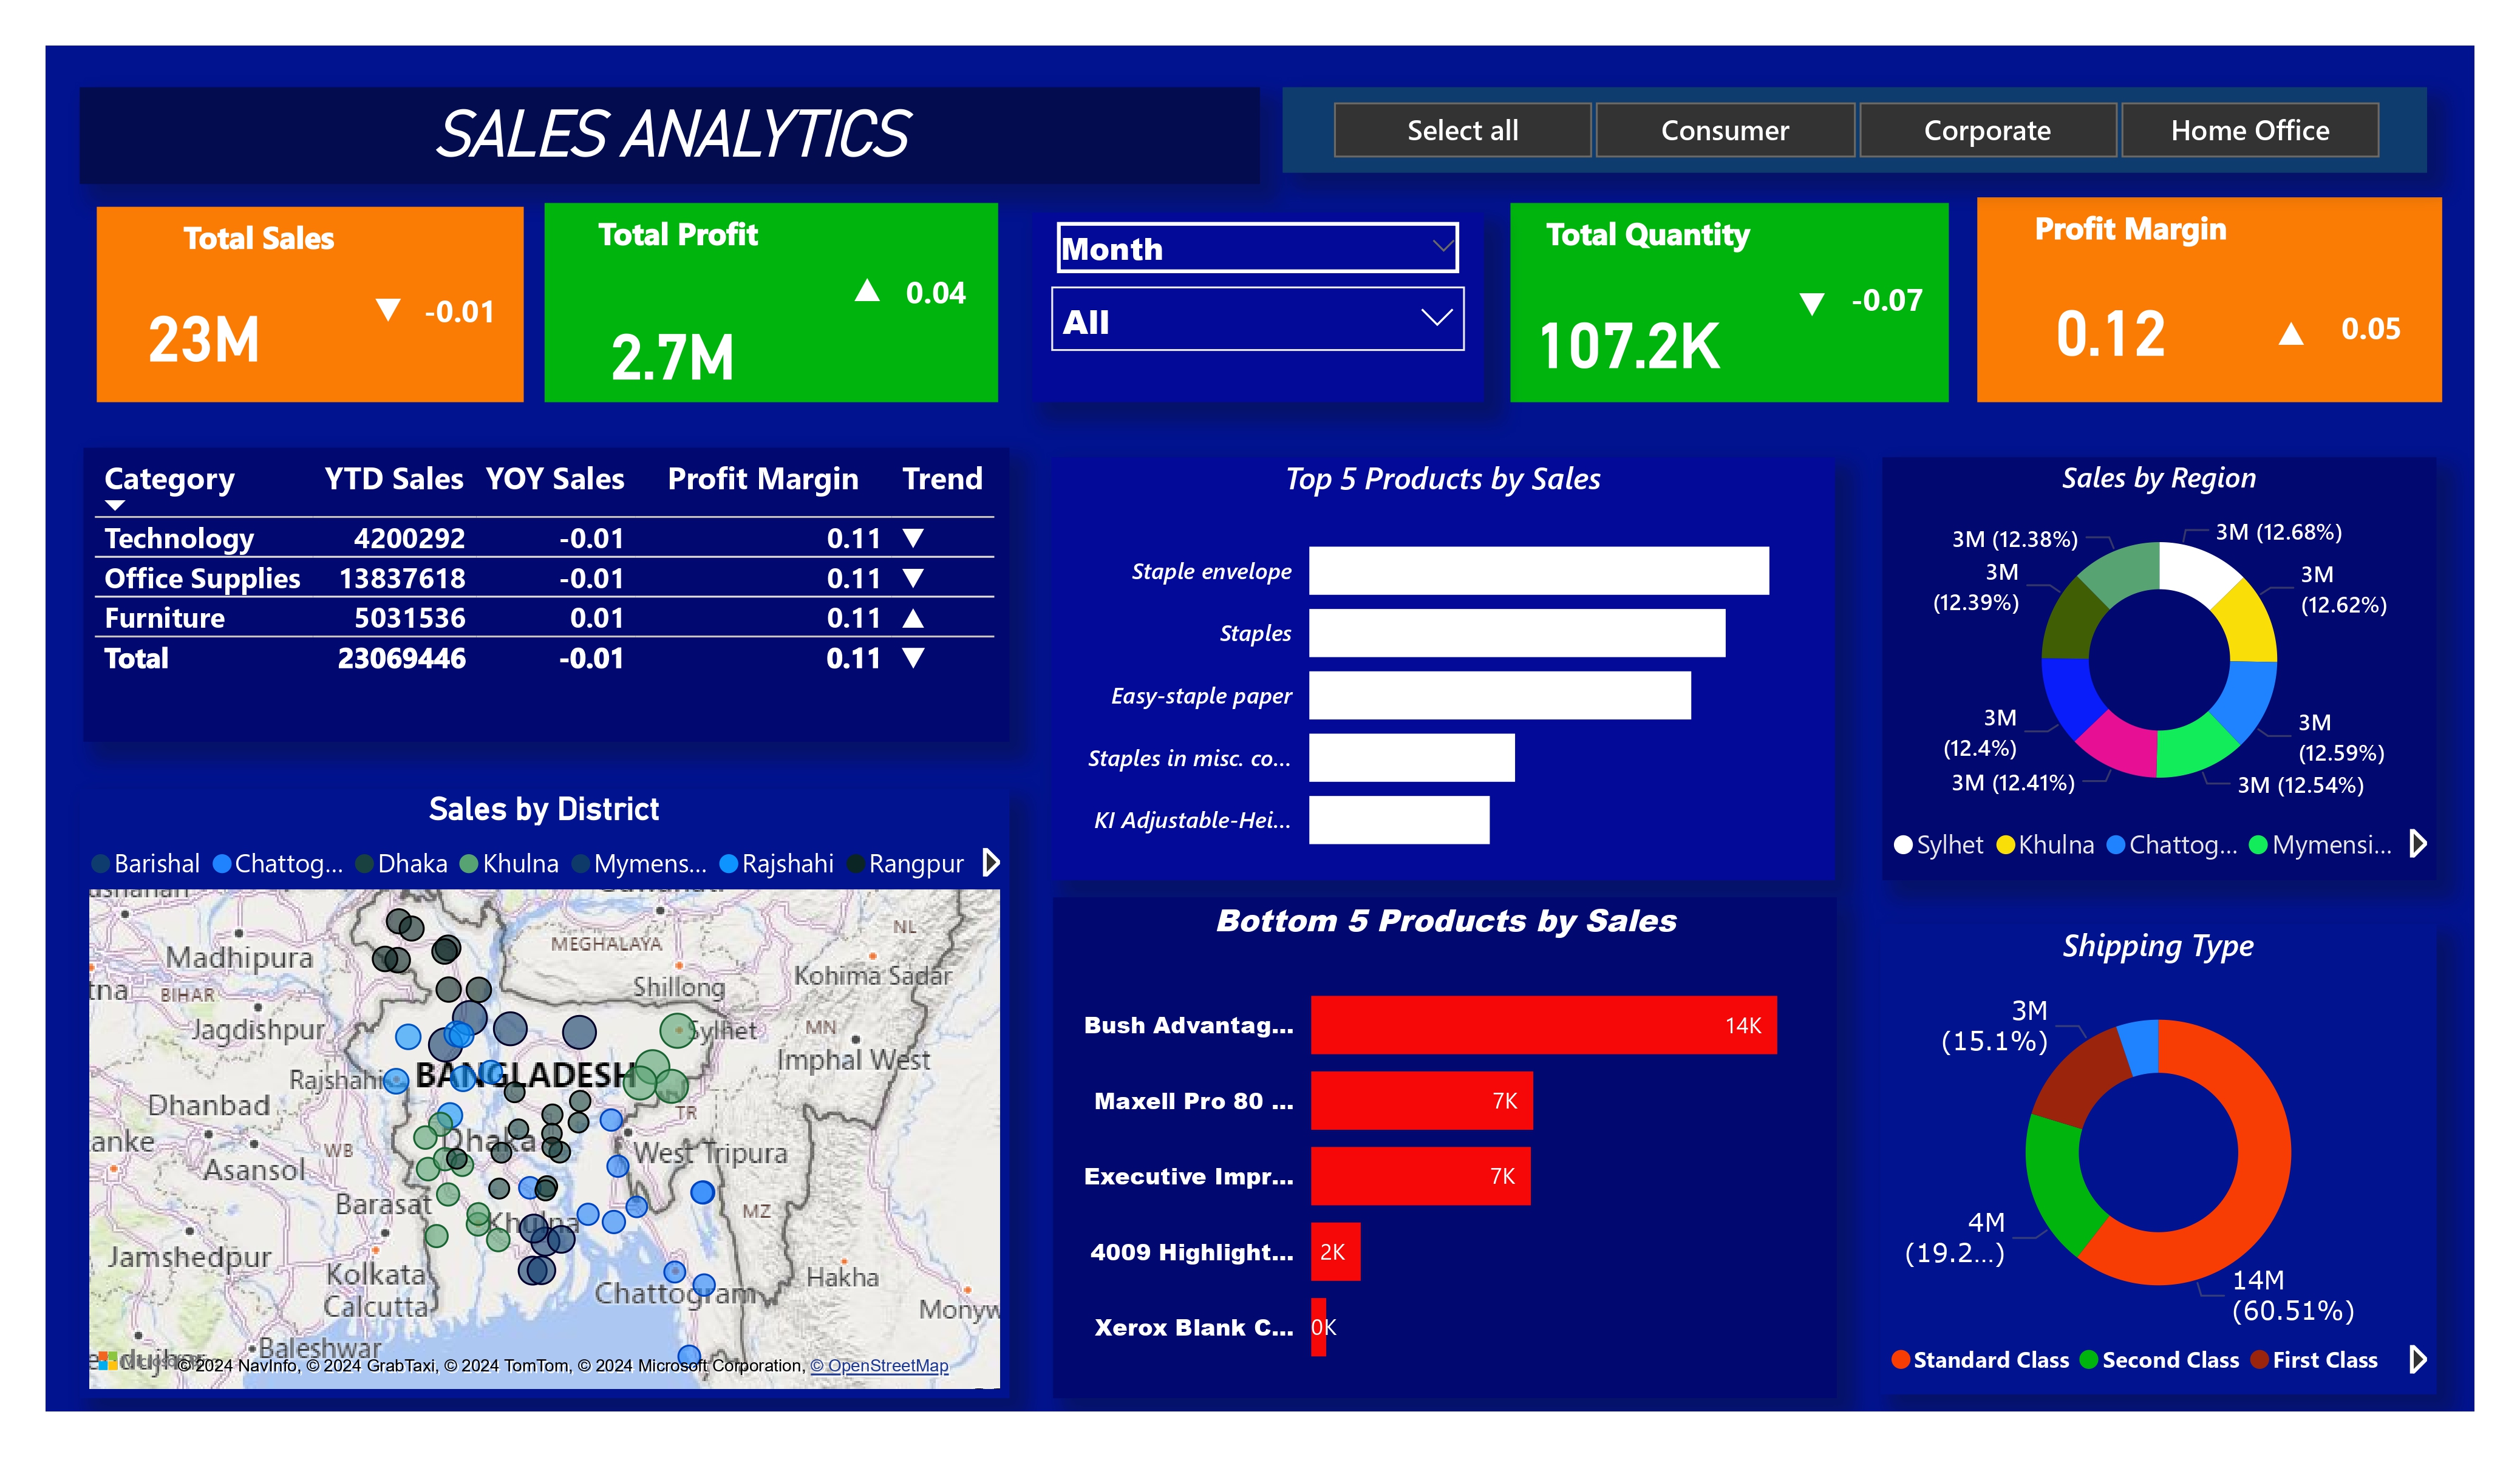 SALES ANALYTICS
Select all
Consumer
Corporate
Home Office
Total Sales
-0.01
23M
Total Profit
0.04
2.7M
Month
All
Total Quantity
-0.07
107.2K
Profit Margin
0.05
0.12
Category YTD Sales YOY Sales Profit Margin Trend
Technology 4200292 -0.01 0.11
Office Supplies 13837618 -0.01 0.11
Furniture 5031536 0.01 0.11
Total 23069446 -0.01 0.11
Top 5 Products by Sales
Staple envelope
Staples
Easy-staple paper
Staples in misc. co...
KI Adjustable-Hei...
Sales by Region
3M (12.38%)
3M (12.68%)
3M
(12.39%)
3M
(12.62%)
3M
(12.4%)
3M
(12.59%)
3M (12.41%)
3M (12.54%)
Sylhet Khulna Chattog... Mymensi...
Sales by District
Barishal Chattog... Dhaka Khulna Mymens... Rajshahi Rangpur
MEGHALAYA
NL
Madhipura
Shillong
Kohima Sadar
tna
BIHAR
Jagdishpur
Sylhet
MN
Imphal West
Rajshahi
BANGLADESH
Dhanbad
TR
anke
Dhaka
WB
West Tripura
Asansol
Barasat
Khulna
MZ
Jamshedpur
Kolkata
Calcutta
Chattogram
Hakha
Monyw
Baleshwar
© 2024 NavInfo, © 2024 GrabTaxi, © 2024 TomTom, © 2024 Microsoft Corporation, © OpenStreetMap
Bottom 5 Products by Sales
Bush Advantag... 14K
Maxell Pro 80 ... 7K
Executive Impr... 7K
4009 Highlight... 2K
Xerox Blank C... 0K
Shipping Type
3M
(15.1%)
4M
(19.2...)
14M
(60.51%)
Standard Class Second Class First Class